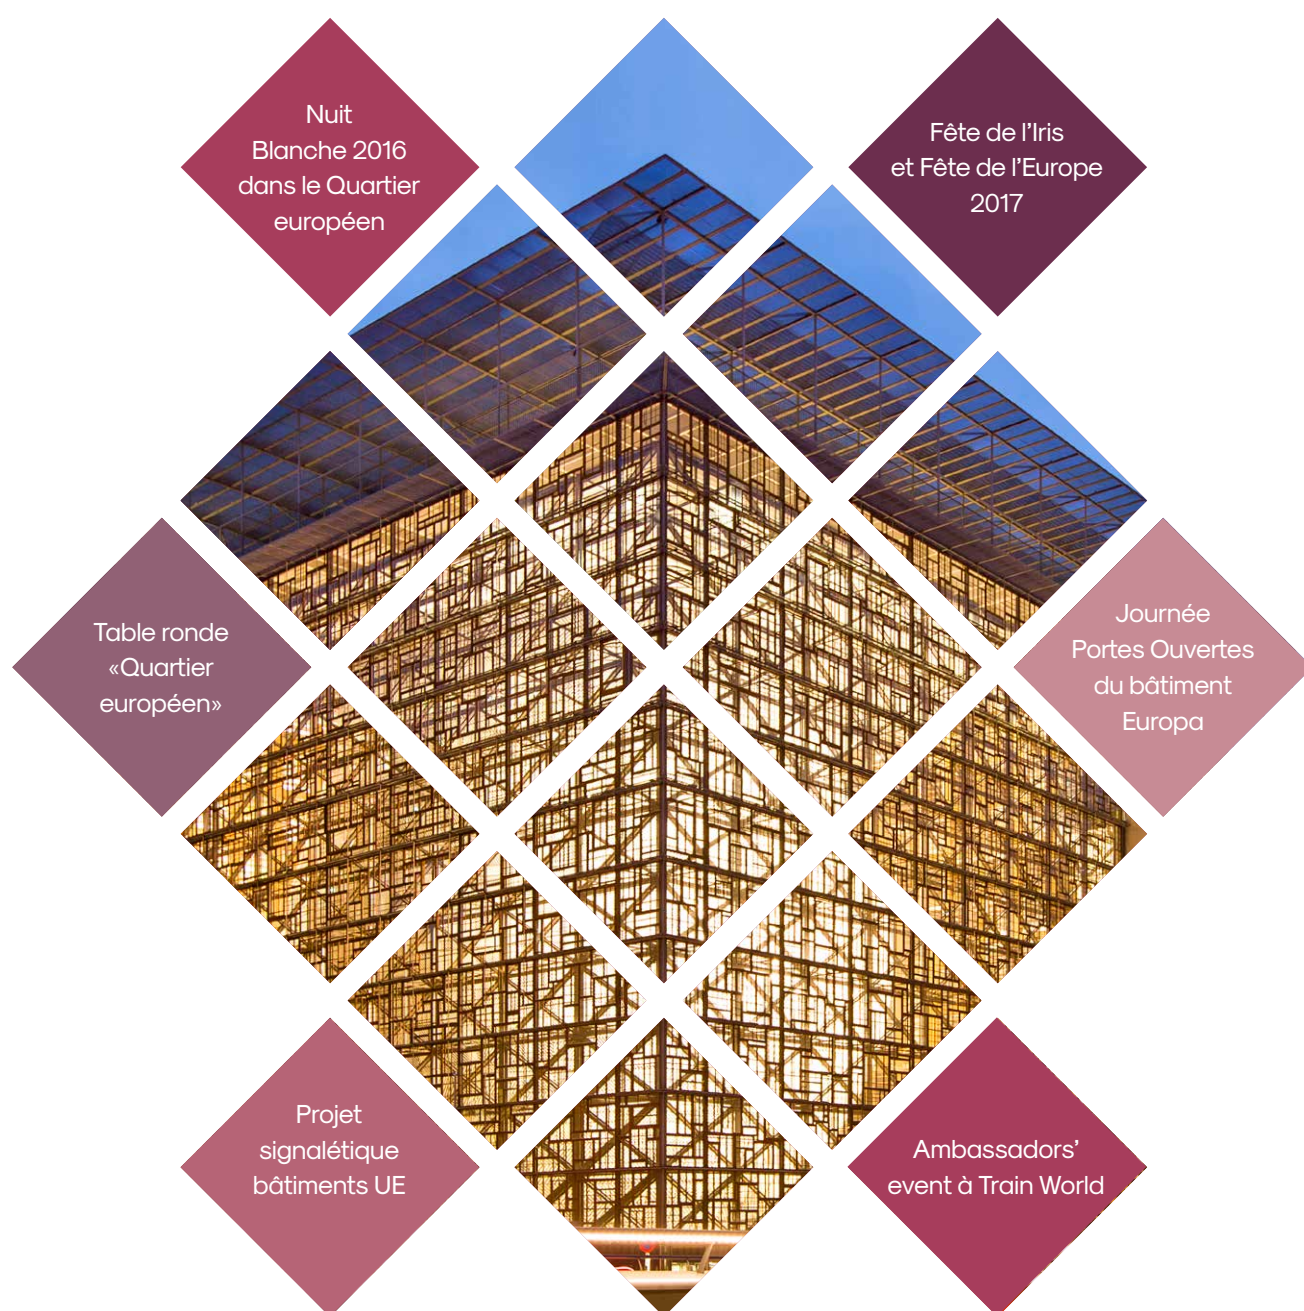 Nuit
Blanche 2016
dans le Quartier
européen
Fête de l'Iris
et Fête de l'Europe
2017
Table ronde
«Quartier
européen»
Journée
Portes Ouvertes
du bâtiment
Europa
Projet
signalétique
bâtiments UE
Ambassadors'
event à Train World